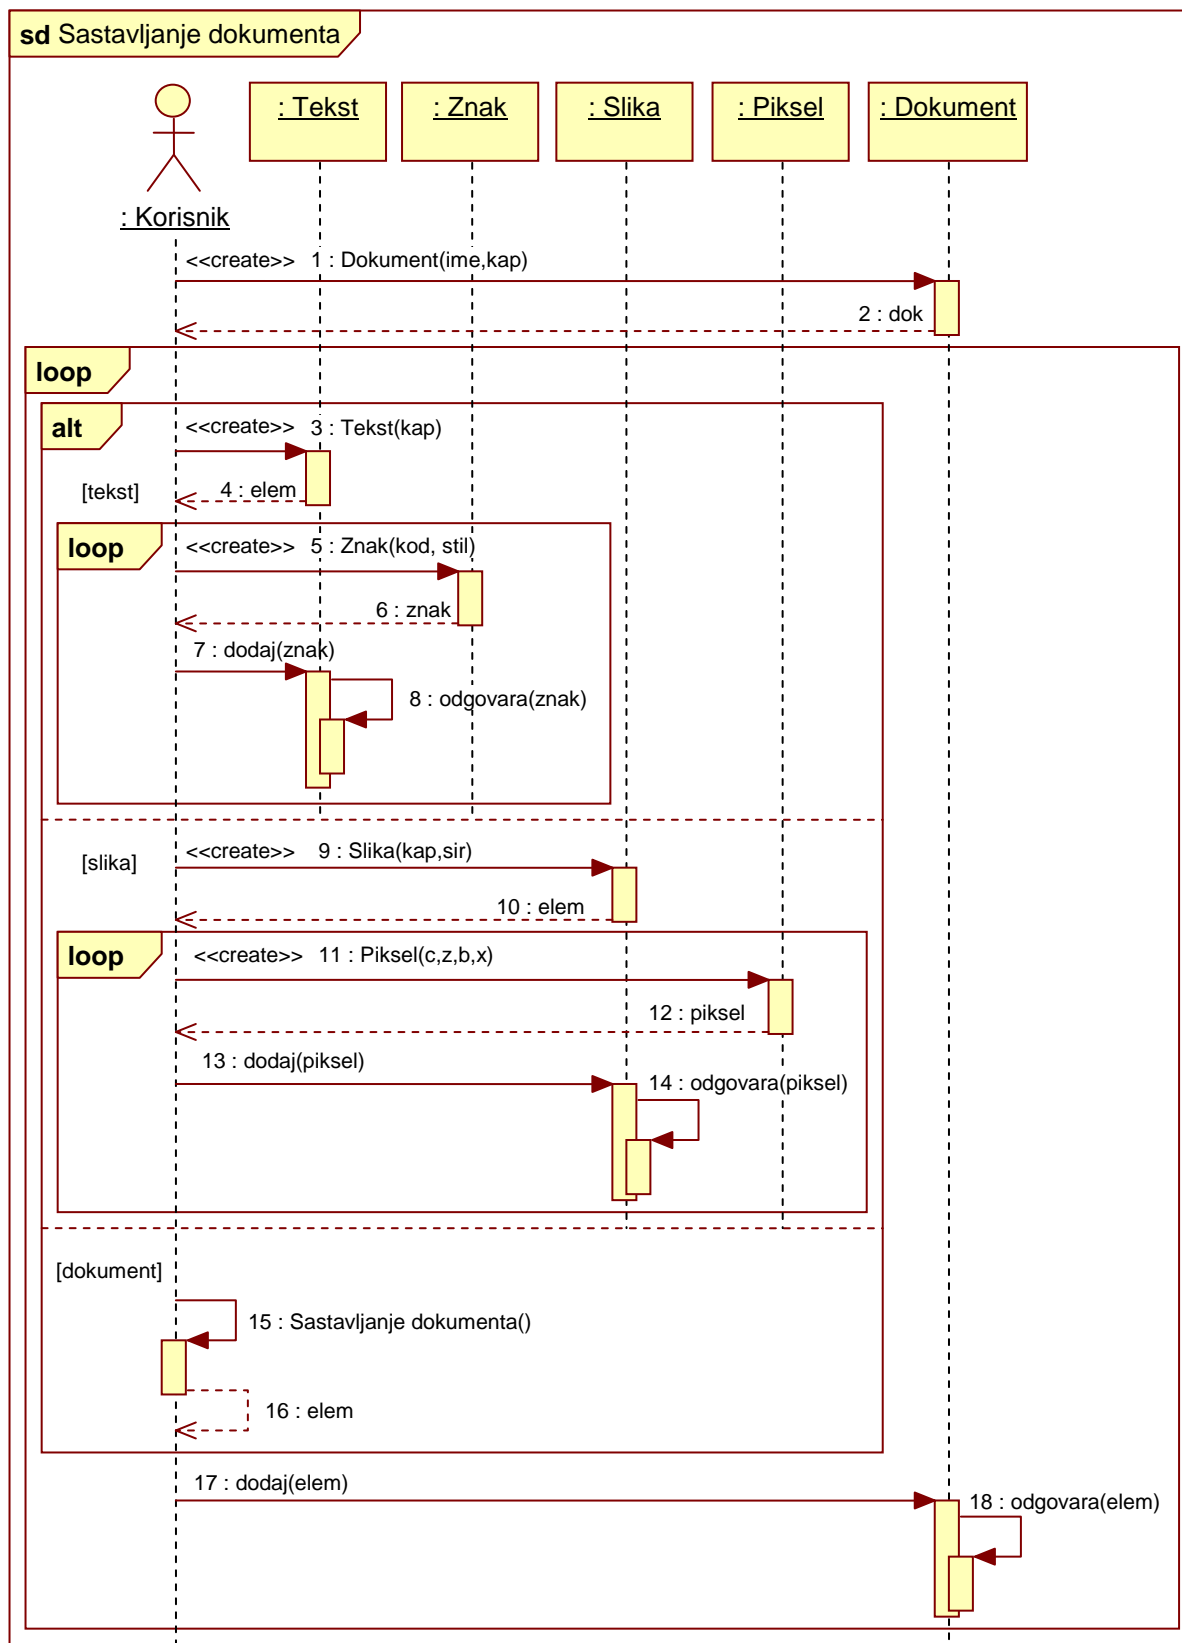 sd Sastavljanje dokumenta
: Tekst
: Znak
: Slika
: Piksel
: Dokument
: Korisnik
<<create>> 1 : Dokument(ime,kap)
2 : dok
loop
alt
<<create>> 3 : Tekst(kap)
[tekst]
4 : elem
loop
<<create>> 5 : Znak(kod, stil)
6 : znak
7 : dodaj(znak)
8 : odgovara(znak)
[slika]
<<create>> 9 : Slika(kap,sir)
10 : elem
loop
<<create>> 11 : Piksel(c,z,b,x)
12 : piksel
13 : dodaj(piksel)
14 : odgovara(piksel)
[dokument]
15 : Sastavljanje dokumenta()
16 : elem
17 : dodaj(elem)
18 : odgovara(elem)